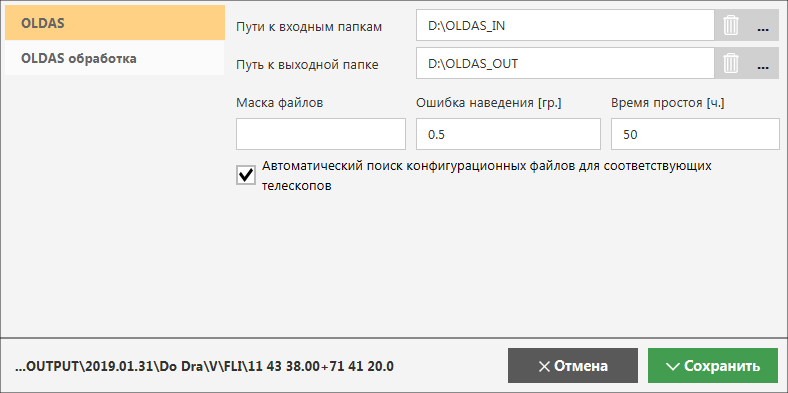 OLDAS
OLDAS обработка
Пути к входным папкам
D:\OLDAS_IN
...
Путь к выходной папке
D:\OLDAS_OUT
...
Маска файлов
Ошибка наведения [гр.]
Время простоя [ч.]
0.5
50
Автоматический поиск конфигурационных файлов для соответствующих
телескопов
...OUTPUT\2019.01.31\Do Dra\V\FLI\11 43 38.00+71 41 20.0
Отмена
Сохранить